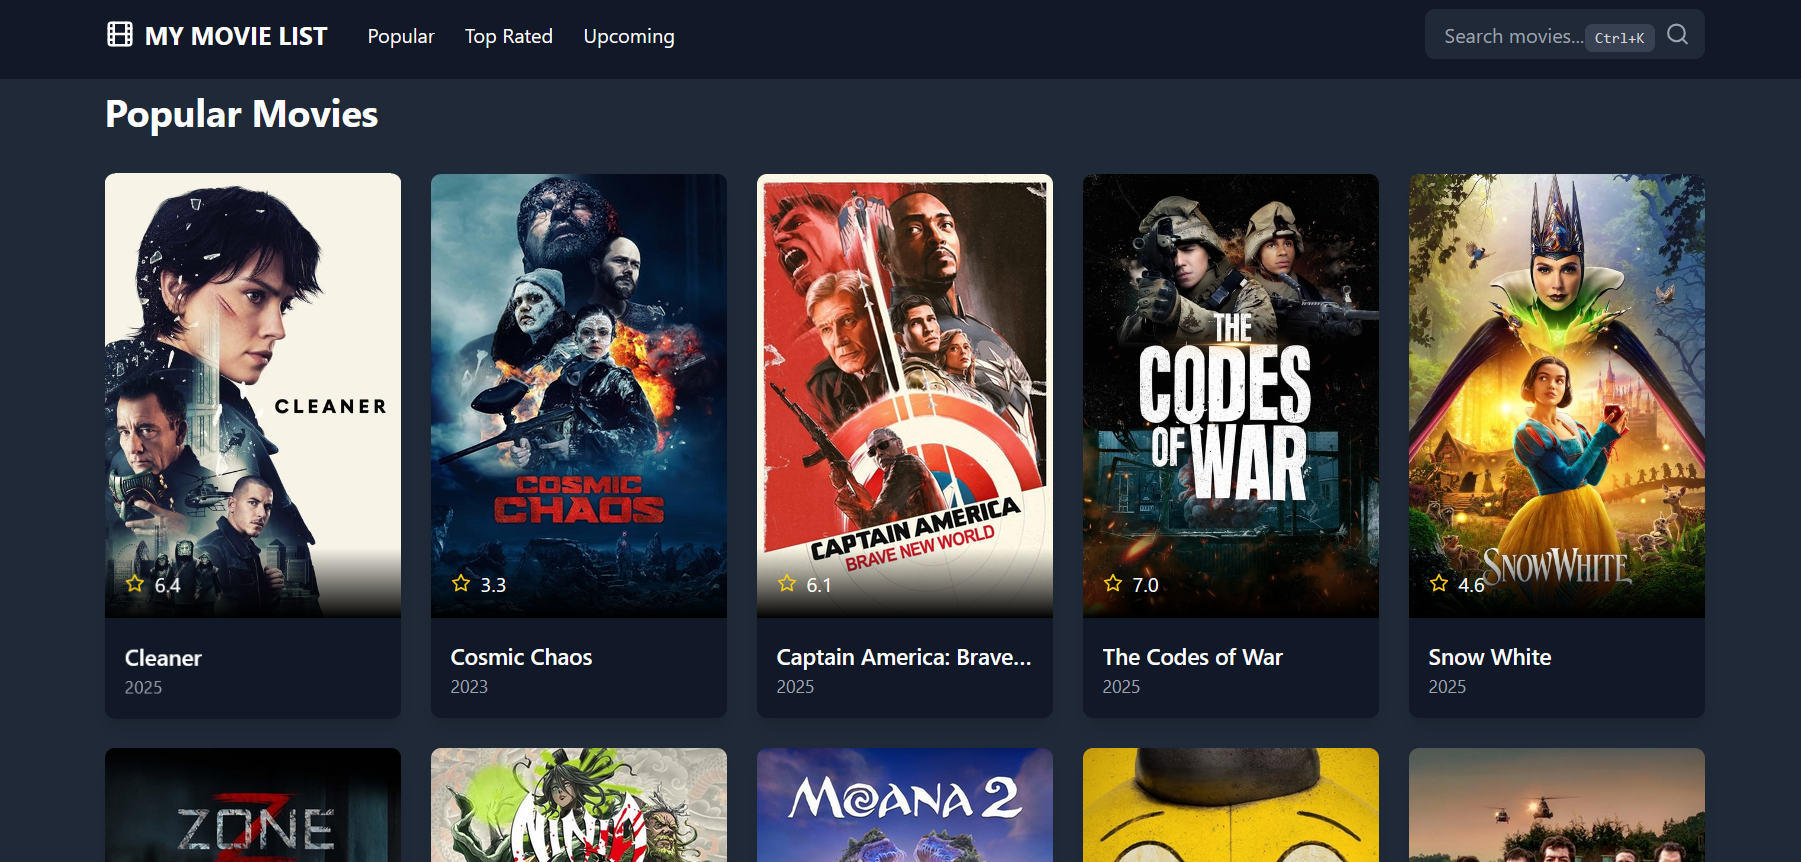 MY MOVIE LIST
Popular
Top Rated
Upcoming
Search movies...
Ctrl+K
Popular Movies
CLEANER
6.4
Cleaner
2025
COSMIC
CHAOS
3.3
Cosmic Chaos
2023
CAPTAIN AMERICA
BRAVE NEW WORLD
6.1
Captain America: Brave...
2025
THE
CODES
OF WAR
7.0
The Codes of War
2025
SNOW WHITE
4.6
Snow White
2025
ZONE
NINJA
MOANA 2